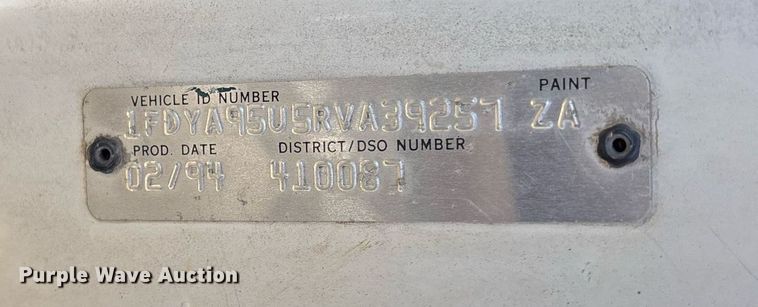 PAINT
VEHICLE ID NUMBER
1FDYA95U5RVA39257 ZA
PROD. DATE DISTRICT/DSO NUMBER
02/94 410087
Purple Wave Auction